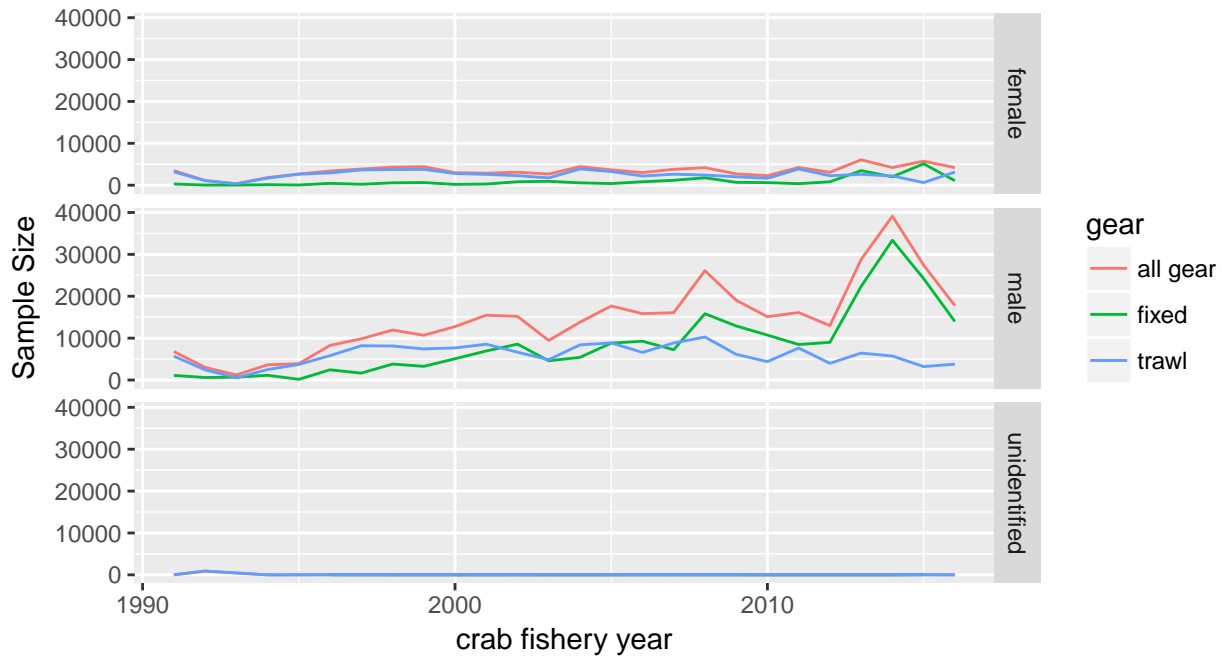 40000
30000
20000
10000
0
female
40000
30000
20000
10000
0
male
40000
30000
20000
10000
0
unidentified
Sample Size
1990
2000
2010
crab fishery year
gear
all gear
fixed
trawl